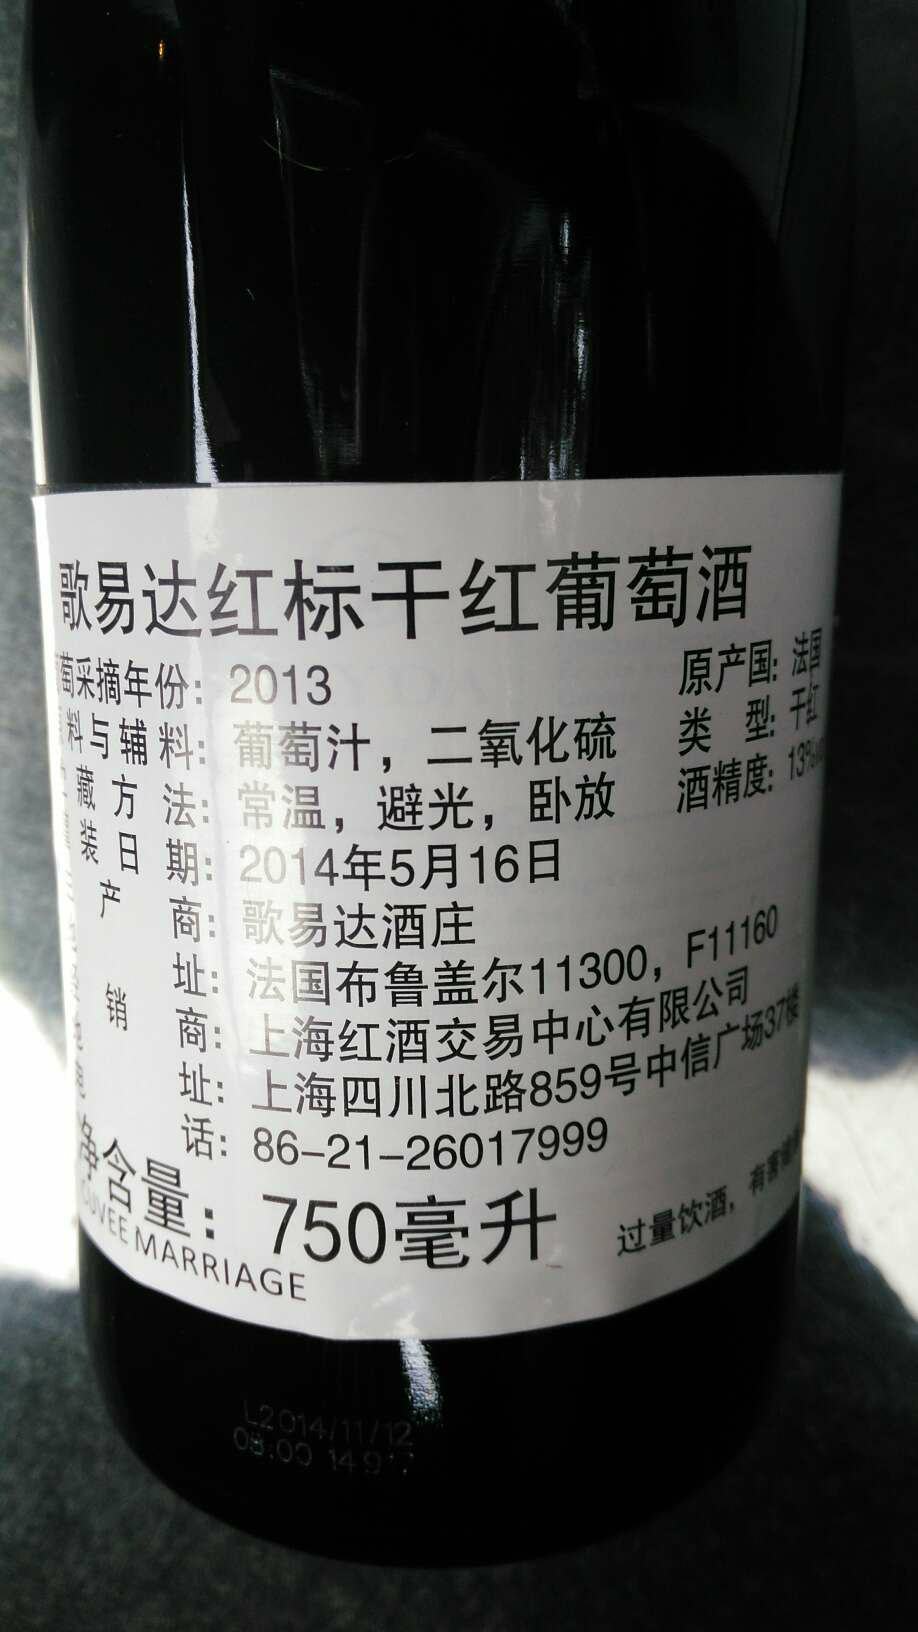 歌易达红标干红葡萄酒
萄采摘年份：2013 原产国：法国
料与辅料：葡萄汁，二氧化硫 类 型：干红
藏方法：常温，避光，卧放 酒精度：13%
装日期：2014年5月16日
产 商：歌易达酒庄
址：法国布鲁盖尔11300，F11160
销 商：上海红酒交易中心有限公司
址：上海四川北路859号中信广场37楼
话：86-21-26017999
净含量：750毫升
过量饮酒，有害
CUVEE MARRIAGE
L2014/11/12